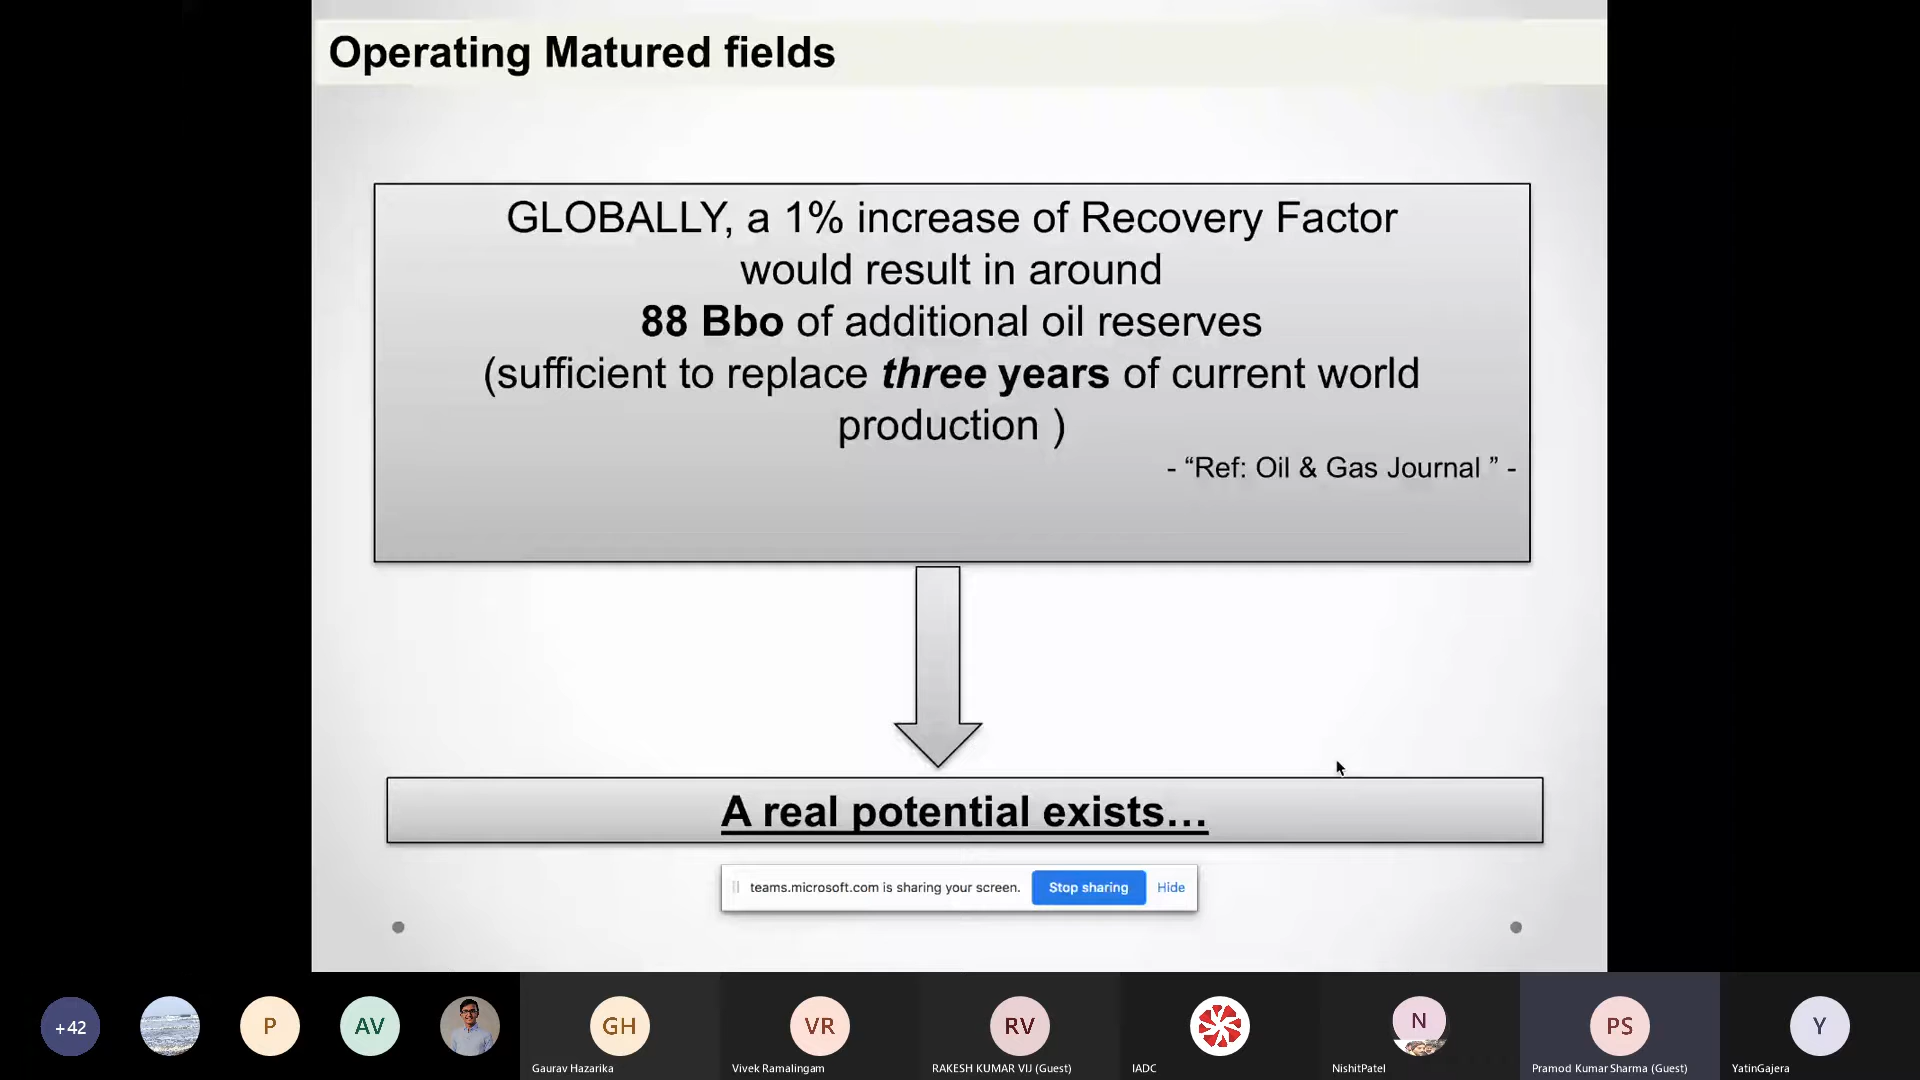 Operating Matured fields
GLOBALLY, a 1% increase of Recovery Factor
would result in around
88 Bbo of additional oil reserves
(sufficient to replace three years of current world
production )
- “Ref: Oil & Gas Journal ” -
A real potential exists...
teams.microsoft.com is sharing your screen. Stop sharing Hide
+42 P AV GH VR RV N PS Y
Gaurav Hazarika Vivek Ramalingam RAKESH KUMAR VIJ (Guest) IADC NishitPatel Pramod Kumar Sharma (Guest) YatinGajera